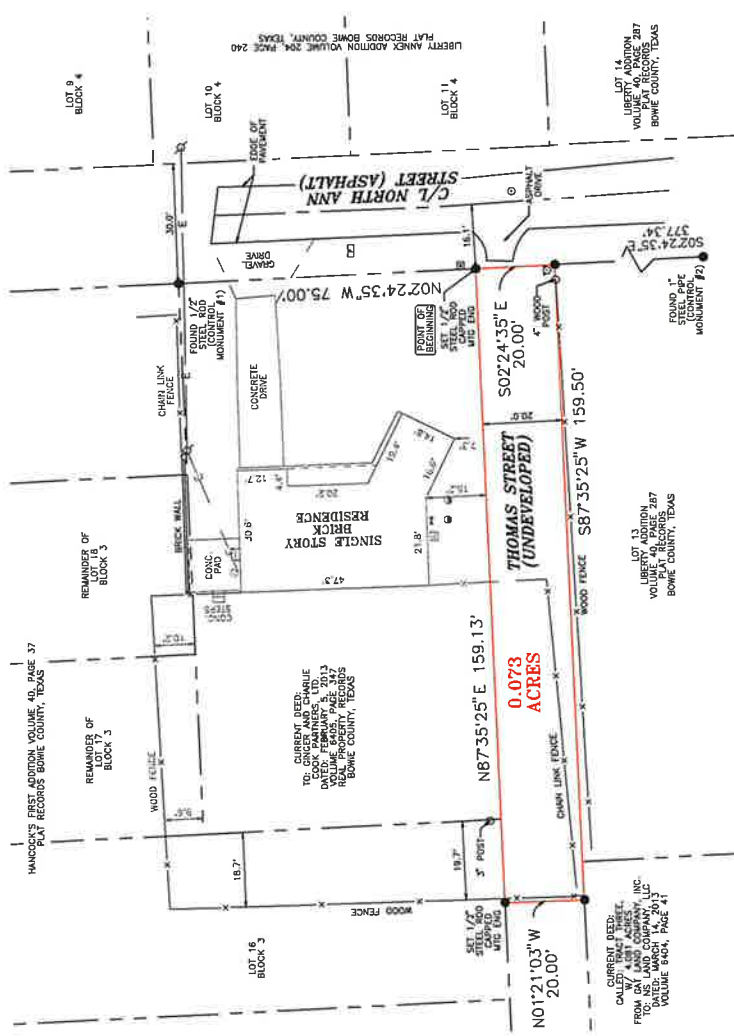 LIBERTY ANNEX ADDITION VOLUME 204, PAGE 240
PLAT RECORDS BOWIE COUNTY, TEXAS
LOT 9
BLOCK 4
LOT 10
BLOCK 4
LOT 11
BLOCK 4
LOT 14
LIBERTY ADDITION
VOLUME 40, PAGE 287
PLAT RECORDS
BOWIE COUNTY, TEXAS
EDGE OF
PAVEMENT
C/L NORTH ANN
STREET (ASPHALT)
ASPHALT
DRIVE
30.0'
E
GRAVEL
DRIVE
16.1'
N02°24'35" W 75.00'
S02°24'35" E
377.34'
FOUND 1/2"
STEEL ROD
(CONTROL
MONUMENT #1)
POINT OF
BEGINNING
SET 1/2"
STEEL ROD
CAPPED
MTG ENG
S02°24'35" E
20.00'
4" WOOD
POST
FOUND 1"
STEEL PIPE
(CONTROL
MONUMENT #2)
CHAIN LINK
FENCE
E
CONCRETE
DRIVE
20.0'
12.7'
4.4'
20.2'
10.4'
14.8'
16.6'
15.2'
BRICK WALL
CONC.
PAD
30.6'
SINGLE STORY
BRICK
RESIDENCE
21.8'
47.3'
CONC.
STEPS
THOMAS STREET
(UNDEVELOPED)
S87°35'25" W 159.50'
WOOD FENCE
LOT 13
LIBERTY ADDITION
VOLUME 40, PAGE 287
PLAT RECORDS
BOWIE COUNTY, TEXAS
REMAINDER OF
LOT 18
BLOCK 3
10.2'
N87°35'25" E 159.13'
0.073
ACRES
HANCOCK'S FIRST ADDITION VOLUME 40, PAGE 37
PLAT RECORDS BOWIE COUNTY, TEXAS
REMAINDER OF
LOT 17
BLOCK 3
WOOD FENCE
9.6'
CURRENT DEED:
TO: GINGER AND CHARLIE
COOK PARTNERS, LTD.
DATED: FEBRUARY 5, 2013
VOLUME 6405, PAGE 347
REAL PROPERTY RECORDS
BOWIE COUNTY, TEXAS
CHAIN LINK FENCE
18.7'
19.7'
3" POST
WOOD FENCE
LOT 16
BLOCK 3
SET 1/2"
STEEL ROD
CAPPED
MTG ENG
N01°21'03" W
20.00'
CURRENT DEED:
CALLED: TRACT THREE,
FROM OAT LAND COMPANY, INC.
TO: NS LAND COMPANY, LLC
DATED: MARCH 14, 2013
VOLUME 6404, PAGE 41